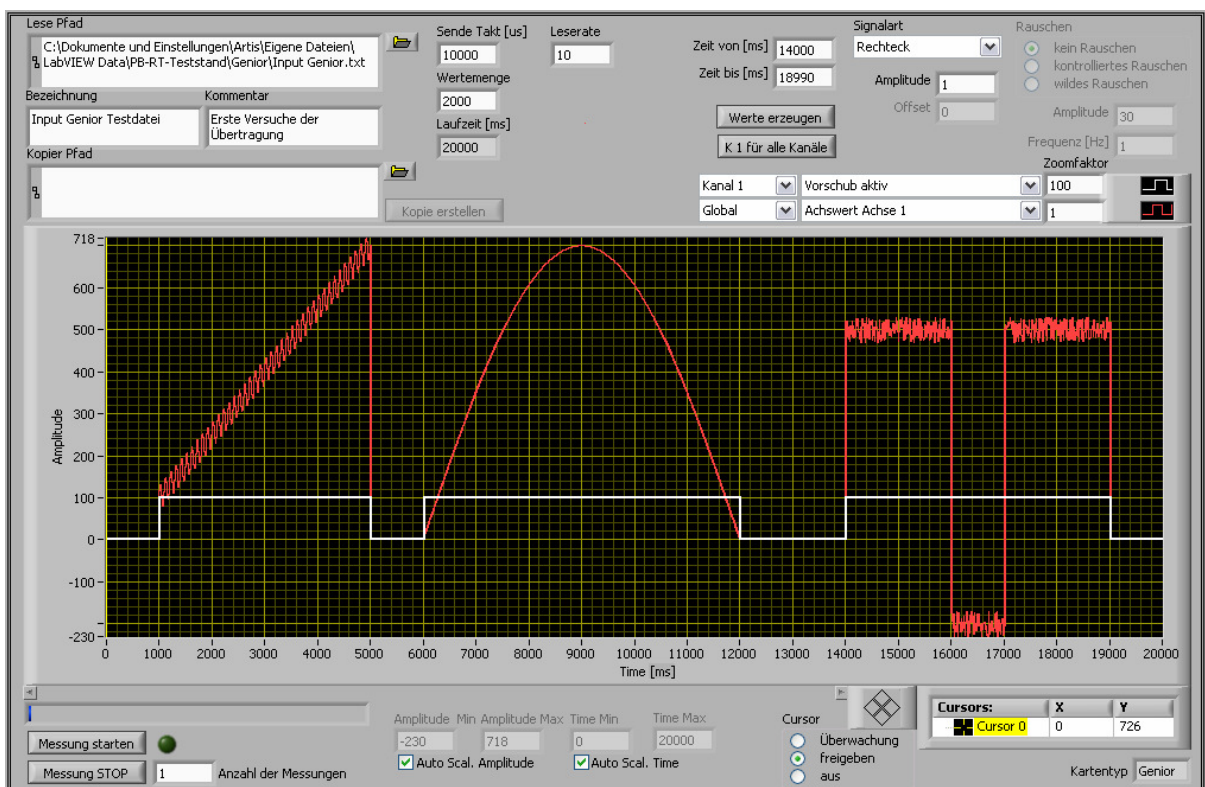 Lese Pfad
C:\Dokumente und Einstellungen\Artis\Eigene Dateien\
LabVIEW Data\PB-RT-Teststand\Genior\Input Genior.txt
Bezeichnung
Input Genior Testdatei
Kommentar
Erste Versuche der
Übertragung
Kopier Pfad
Kopie erstellen
Sende Takt [us]
10000
Leserate
10
Wertemenge
2000
Laufzeit [ms]
20000
Zeit von [ms] 14000
Zeit bis [ms] 18990
Werte erzeugen
K 1 für alle Kanäle
Signalart
Rechteck
Amplitude 1
Offset 0
Rauschen
kein Rauschen
kontrolliertes Rauschen
wildes Rauschen
Amplitude 30
Frequenz [Hz] 1
Zoomfaktor
Kanal 1 Vorschub aktiv 100
Global Achswert Achse 1 1
Amplitude
718
600
500
400
300
200
100
0
-100
-230
0 1000 2000 3000 4000 5000 6000 7000 8000 9000 10000 11000 12000 13000 14000 15000 16000 17000 18000 19000 20000
Time [ms]
Messung starten
Messung STOP
1 Anzahl der Messungen
Amplitude Min Amplitude Max Time Min Time Max
-230 718 0 20000
Auto Scal. Amplitude Auto Scal. Time
Cursor
Überwachung
freigeben
aus
Cursors: X Y
Cursor 0 0 726
Kartentyp Genior